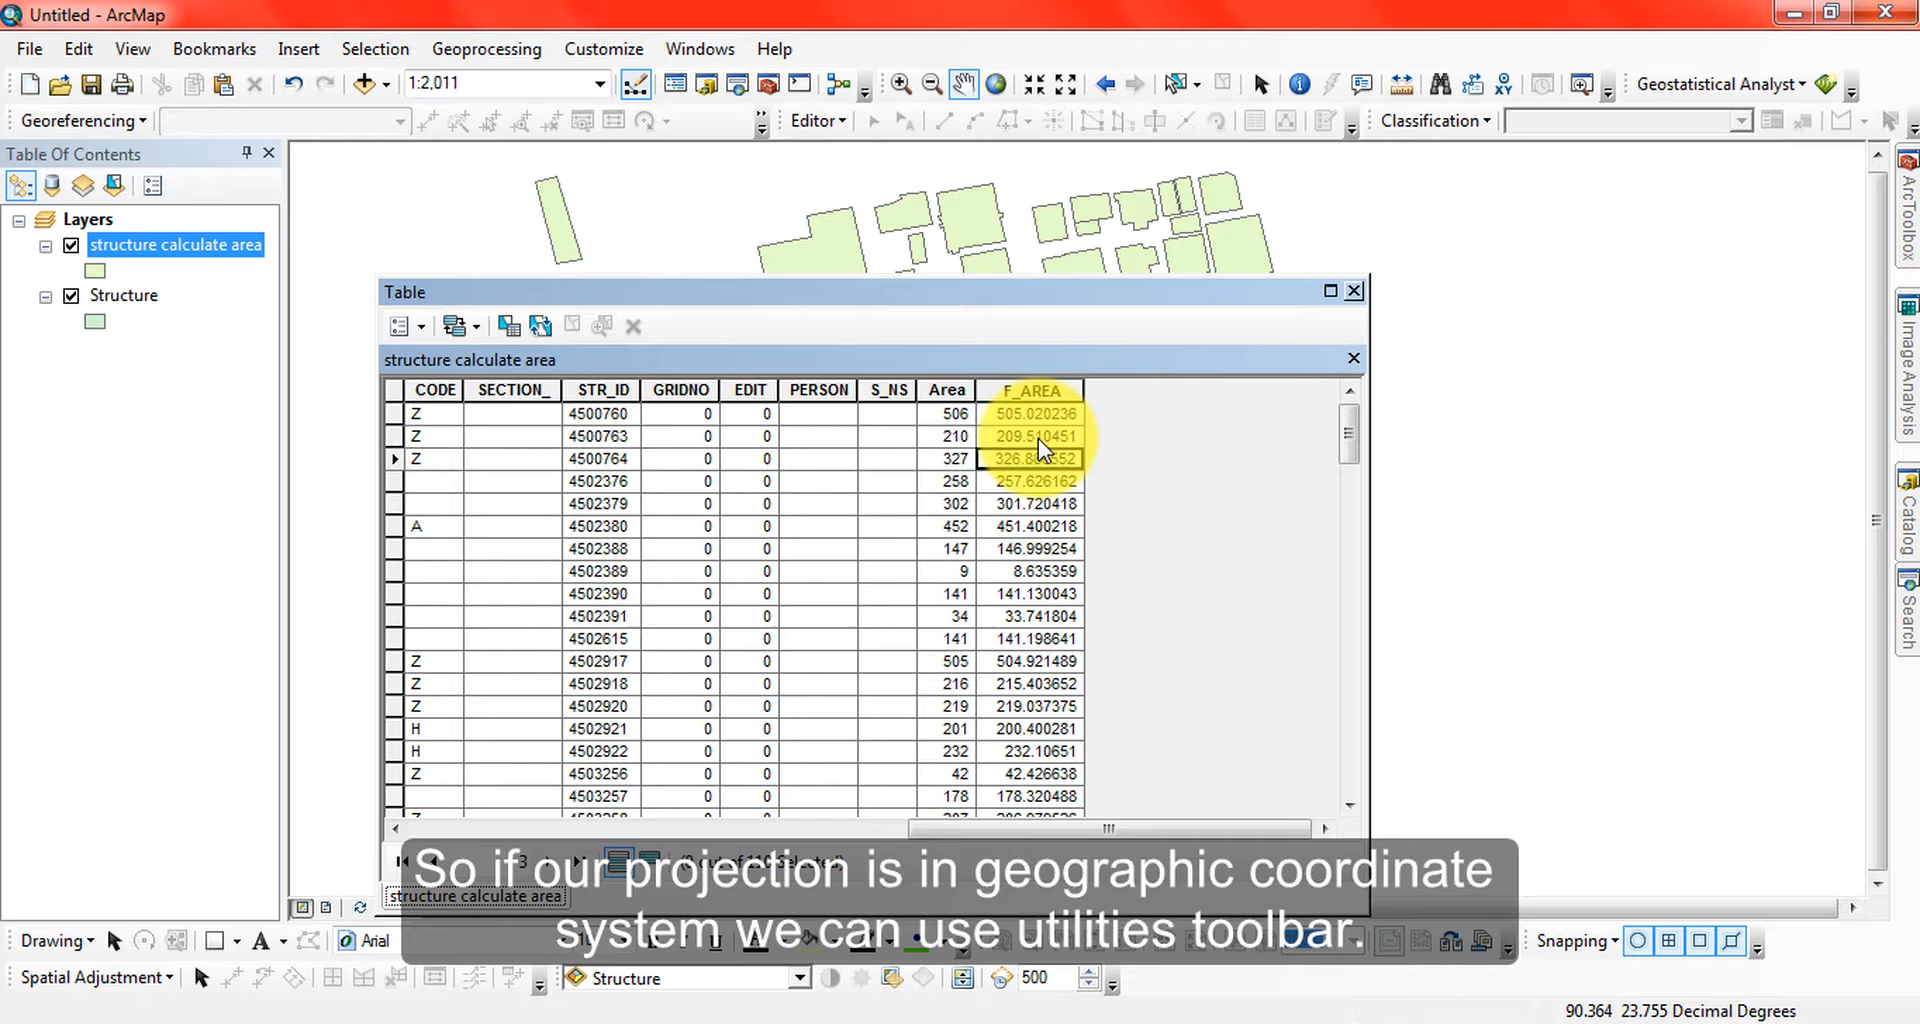 Untitled - ArcMap
File Edit View Bookmarks Insert Selection Geoprocessing Customize Windows Help
1:2,011
Geostatistical Analyst
Georeferencing
Editor
Classification
Table Of Contents
Layers
structure calculate area
Structure
ArcToolbox
Image Analysis
Catalog
Search
Table
structure calculate area
CODE SECTION_ STR_ID GRIDNO EDIT PERSON S_NS Area F_AREA
Z 4500760 0 0 506 505.020236
Z 4500763 0 0 210 209.510451
Z 4500764 0 0 327
4502376 0 0 258 257.626162
4502379 0 0 302 301.720418
A 4502380 0 0 452 451.400218
4502388 0 0 147 146.999254
4502389 0 0 9 8.635359
4502390 0 0 141 141.130043
4502391 0 0 34 33.741804
4502615 0 0 141 141.198641
Z 4502917 0 0 505 504.921489
Z 4502918 0 0 216 215.403652
Z 4502920 0 0 219 219.037375
H 4502921 0 0 201 200.400281
H 4502922 0 0 232 232.10651
Z 4503256 0 0 42 42.426638
4503257 0 0 178 178.320488
So if our projection is in geographic coordinate
system we can use utilities toolbar.
structure calculate area
Drawing
A
Arial
Snapping
Spatial Adjustment
Structure
500
90.364 23.755 Decimal Degrees